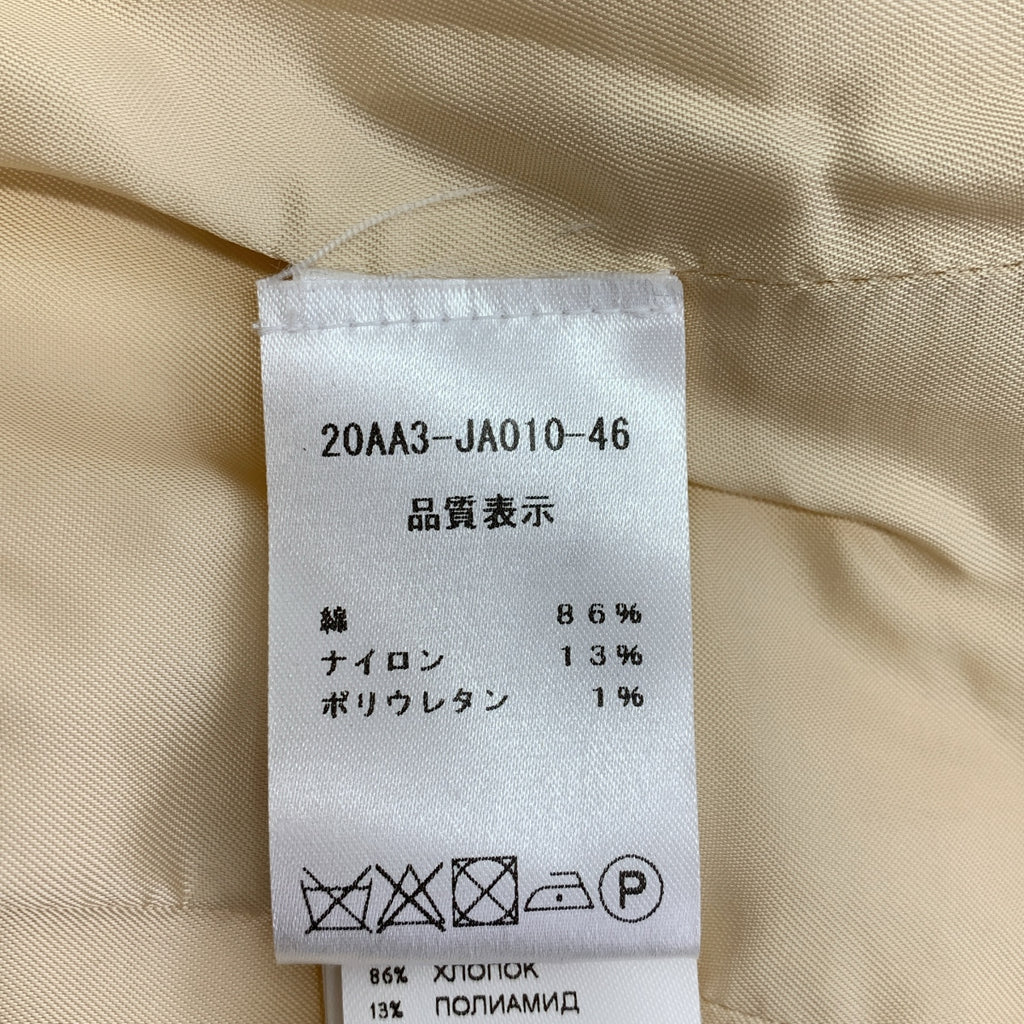 20AA3-JA010-46
品質表示
綿 86%
ナイロン 13%
ポリウレタン 1%
P
86% ХЛОПОК
13% ПОЛИАМИД